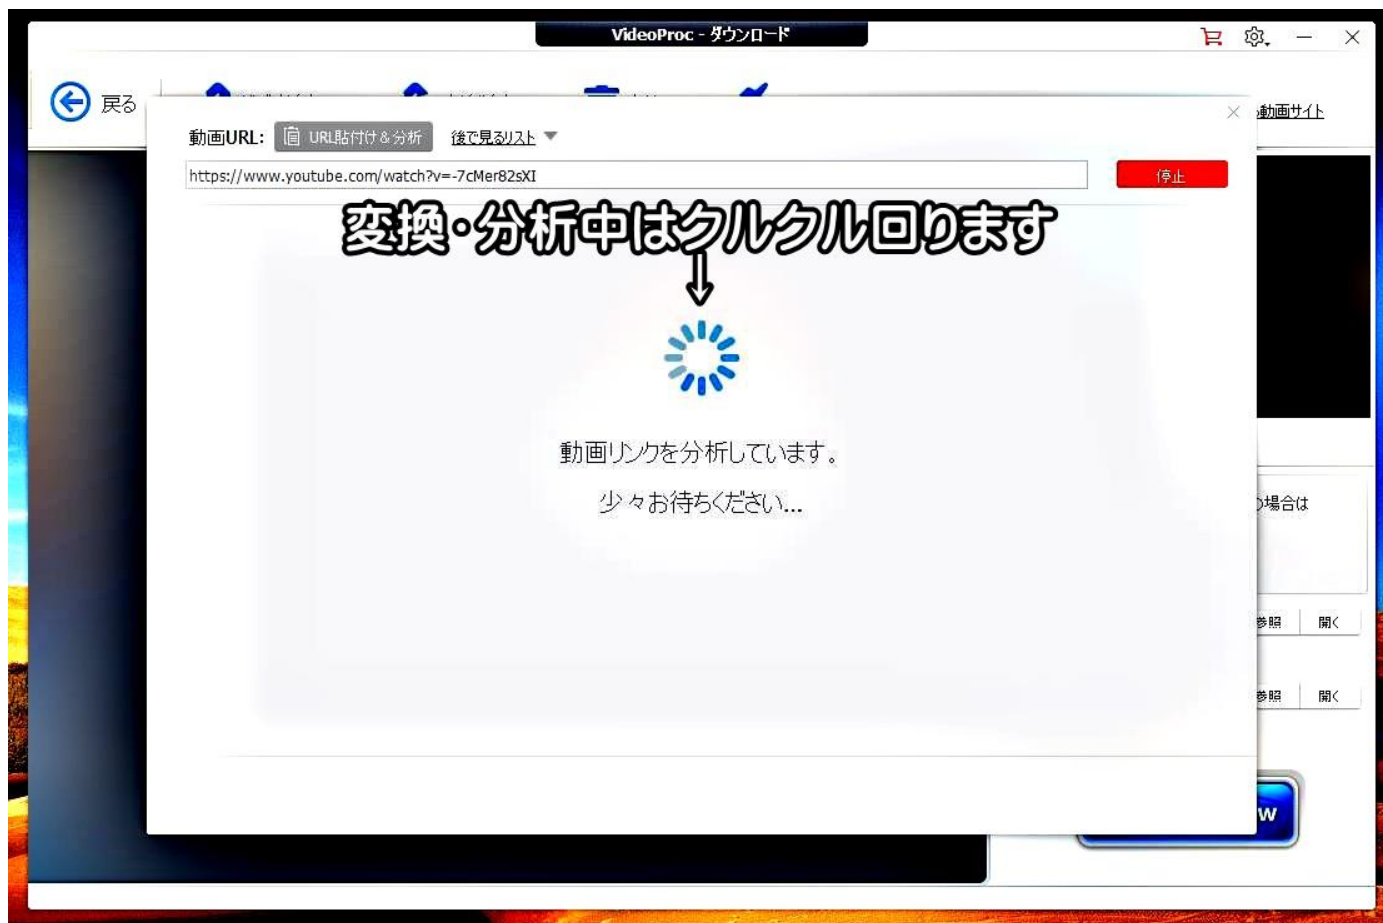 VideoProc - ダウンロード
戻る
動画サイト
動画URL:
URL貼付け & 分析
後で見るリスト
https://www.youtube.com/watch?v=-7cMer82sXI
停止
変換・分析中はクルクル回ります
動画リンクを分析しています。
少々お待ちください...
場合は
参照 開く
参照 開く
W